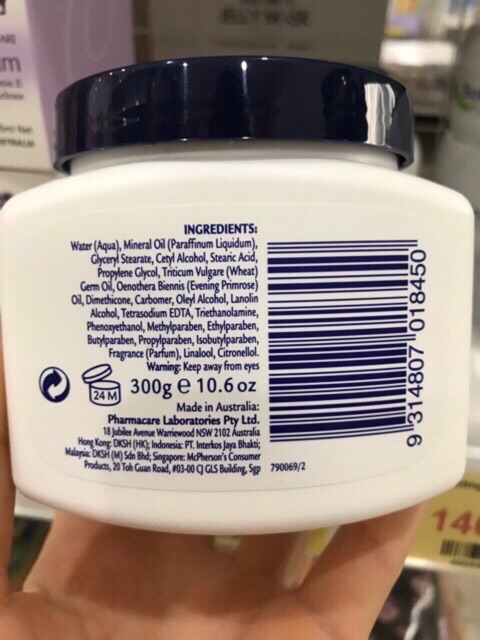 JELLY WASH
ARE
m
E &
AUSTRALIA
INGREDIENTS:
Water (Aqua), Mineral Oil (Paraffinum Liquidum),
Glyceryl Stearate, Cetyl Alcohol, Stearic Acid,
Propylene Glycol, Triticum Vulgare (Wheat)
Germ Oil, Oenothera Biennis (Evening Primrose)
Oil, Dimethicone, Carbomer, Oleyl Alcohol, Lanolin
Alcohol, Tetrasodium EDTA, Triethanolamine,
Phenoxyethanol, Methylparaben, Ethylparaben,
Butylparaben, Propylparaben, Isobutylparaben,
Fragrance (Parfum), Linalool, Citronellol.
Warning: Keep away from eyes
24 M
300g e 10.6 oz
Made in Australia:
Pharmacare Laboratories Pty Ltd.
18 Jubilee Avenue Warriewood NSW 2102 Australia
Hong Kong: DKSH (HK); Indonesia: PT. Interkos Jaya Bhakti;
Malaysia: DKSH (M) Sdn Bhd; Singapore: McPherson's Consumer
Products, 20 Toh Guan Road, #03-00 CJ GLS Building, Sgp
790069/2
9 314807 018450
140